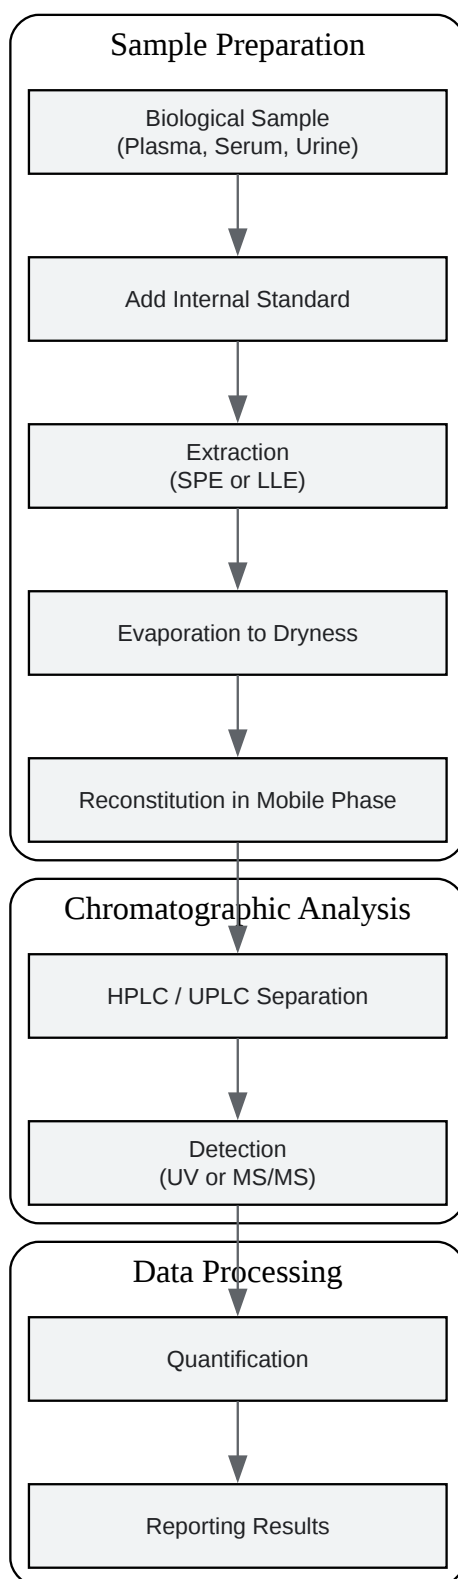 Sample Preparation
Biological Sample
(Plasma, Serum, Urine)
Add Internal Standard
Extraction
(SPE or LLE)
Evaporation to Dryness
Reconstitution in Mobile Phase
Chromatographic Analysis
HPLC / UPLC Separation
Detection
(UV or MS/MS)
Data Processing
Quantification
Reporting Results